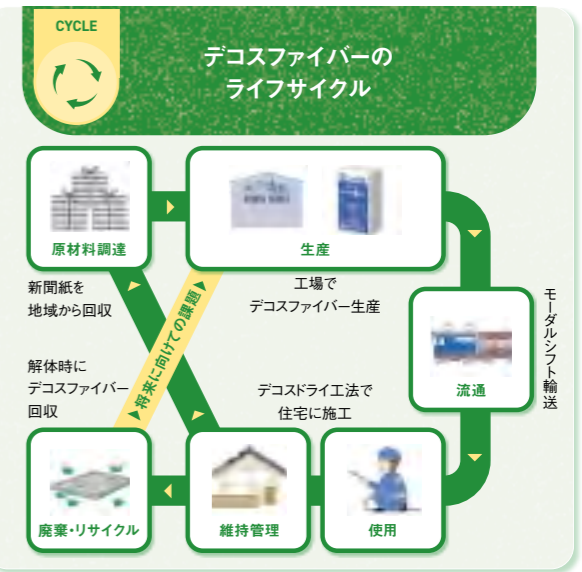 CYCLE
デコスファイバーの
ライフサイクル
原材料調達
生産
新聞紙を
地域から回収
工場で
デコスファイバー生産
将来に向けての課題
モーダルシフト輸送
流通
解体時に
デコスファイバー
回収
デコスドライ工法で
住宅に施工
廃棄・リサイクル
維持管理
使用